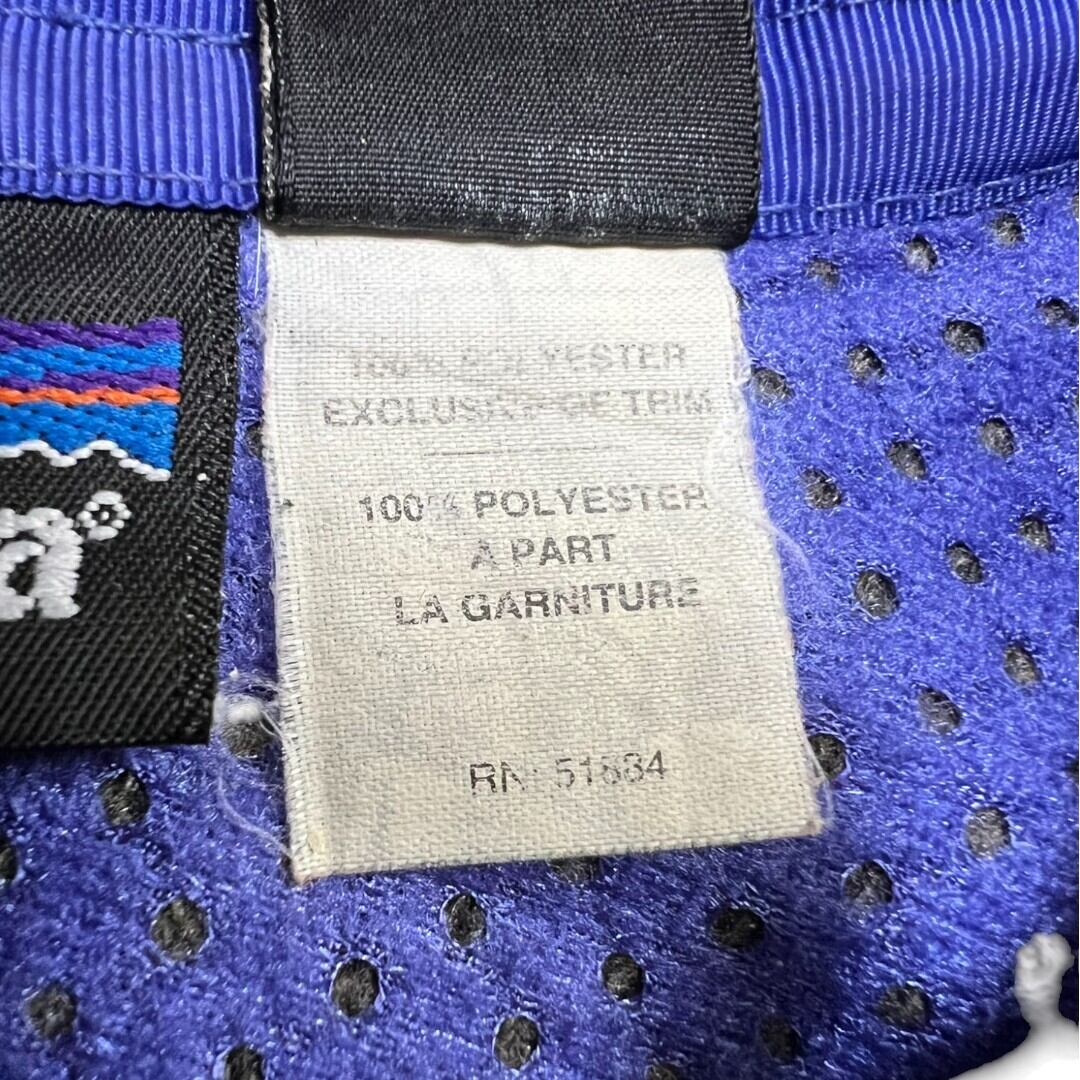 100% POLYESTER
EXCLUSIVE OF TRIM
100% POLYESTER
A PART
LA GARNITURE
RN: 51884
a®